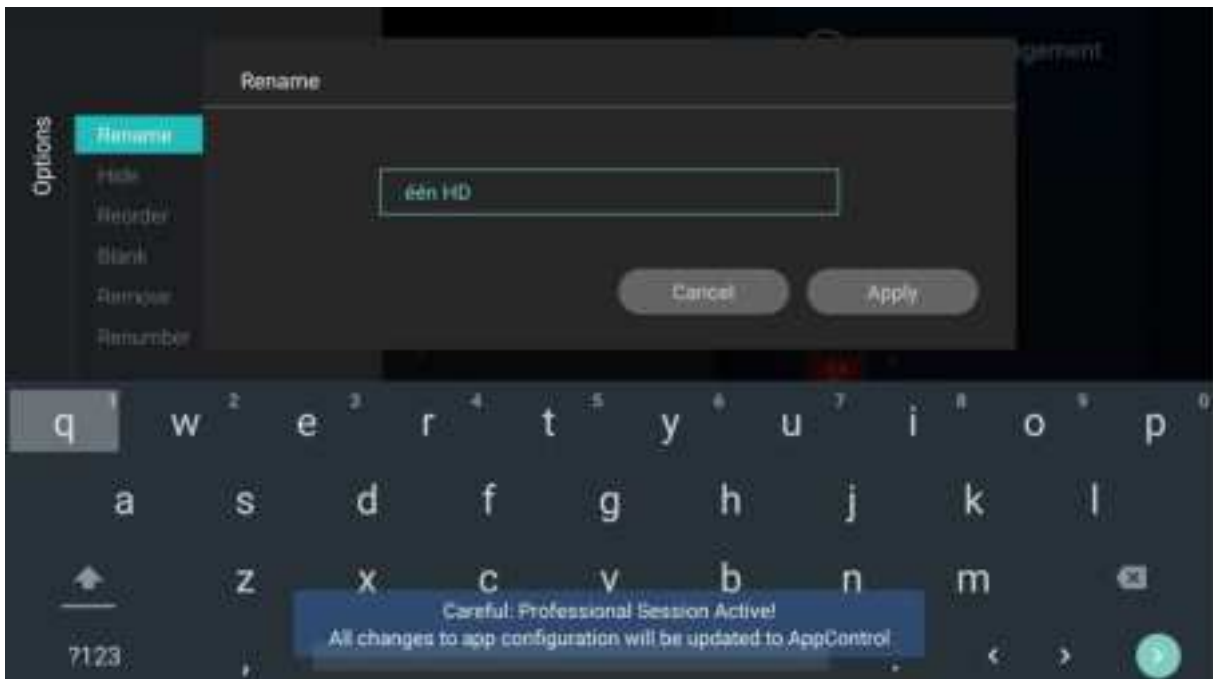 gement
Rename
Options
Rename
Hide
Reorder
Blank
Remove
Renumber
één HD
Cancel
Apply
q 1 w 2 e 3 r 4 t 5 y 6 u 7 i 8 o 9 p 0
a s d f g h j k l
z x c v b n m
Careful: Professional Session Active!
All changes to app configuration will be updated to AppControl
?123 , . < >